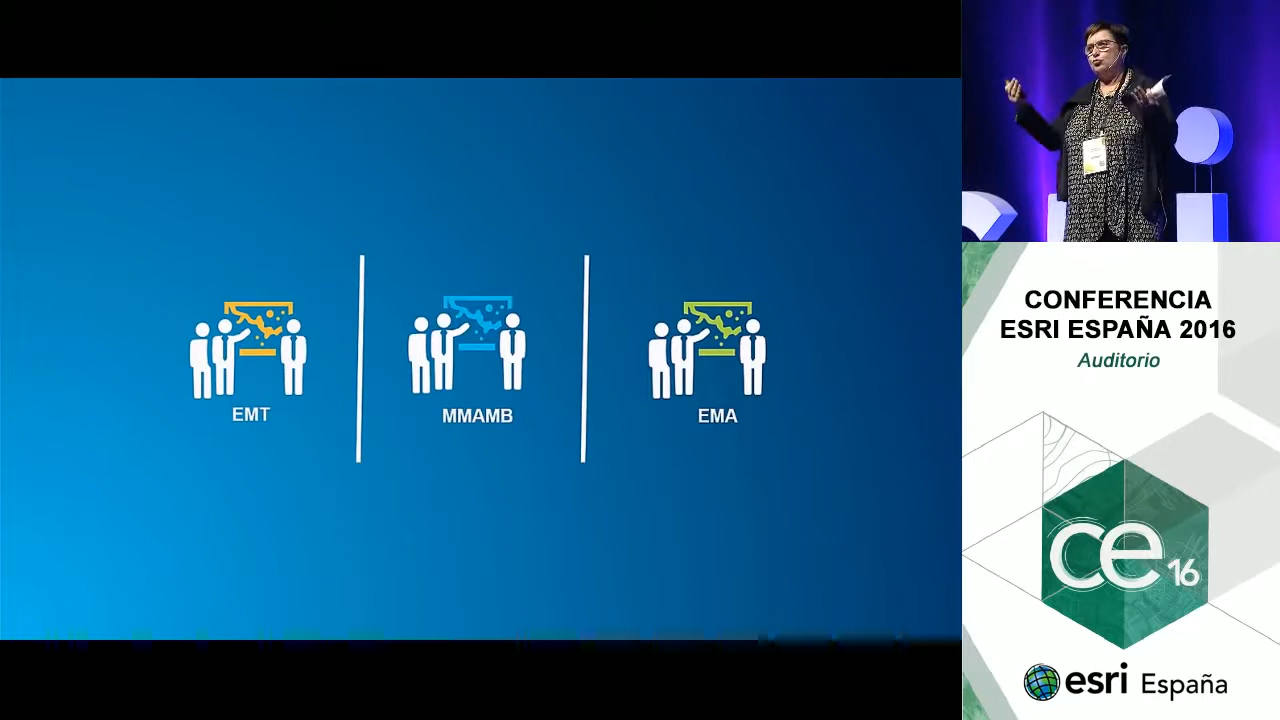 EMT
MMAMB
EMA
CONFERENCIA
ESRI ESPAÑA 2016
Auditorio
ce16
esri España